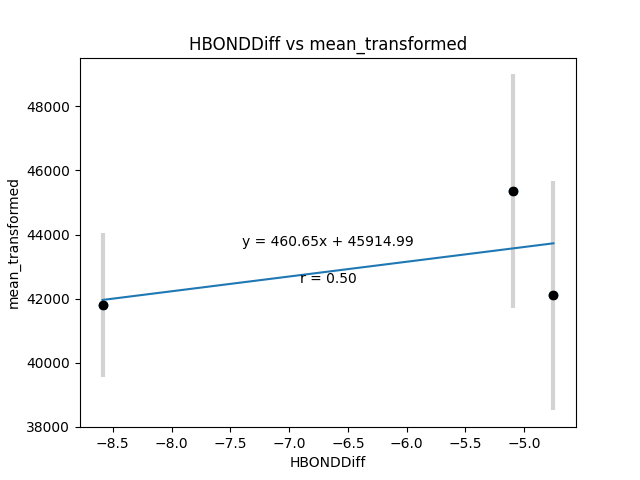 HBONDDiff vs mean_transformed
mean_transformed
48000
46000
44000
42000
40000
38000
y = 460.65x + 45914.99
r = 0.50
−8.5
−8.0
−7.5
−7.0
−6.5
−6.0
−5.5
−5.0
HBONDDiff